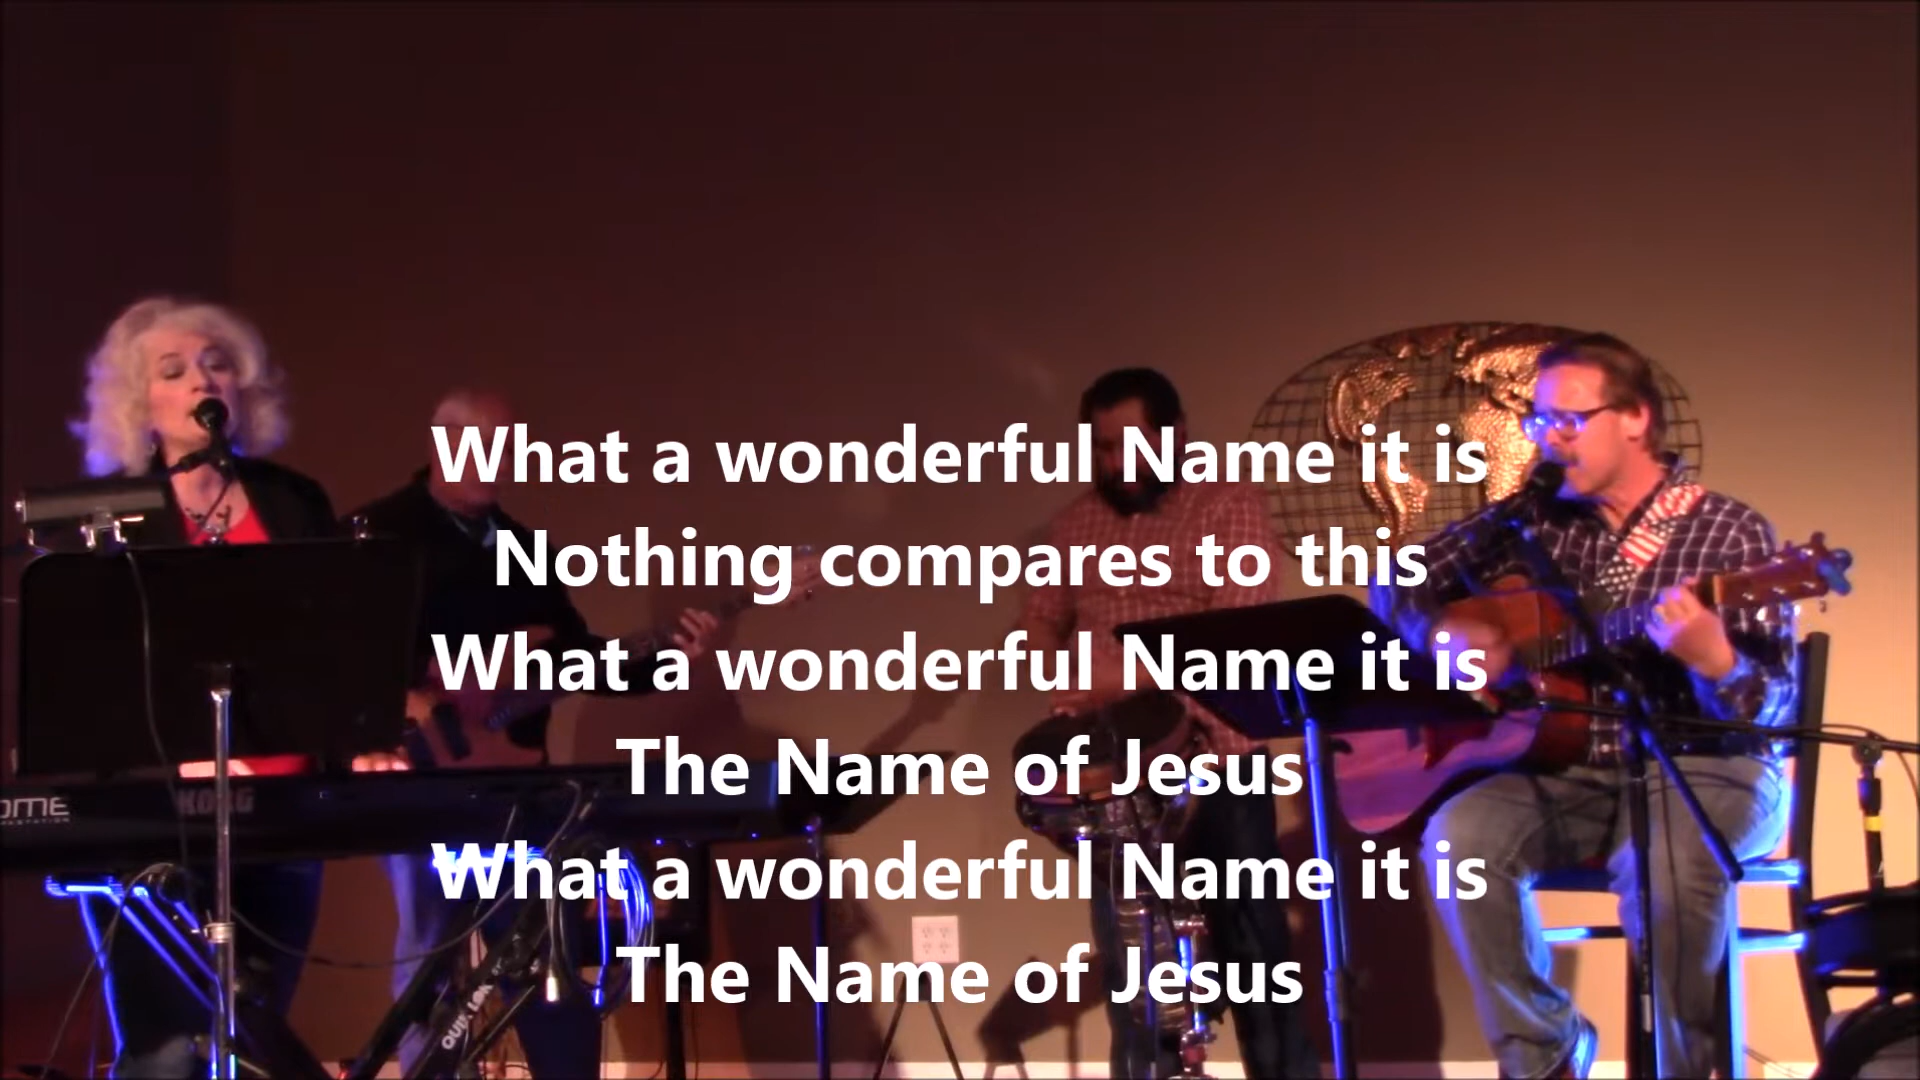 What a wonderful Name it is
Nothing compares to this
What a wonderful Name it is
The Name of Jesus
What a wonderful Name it is
The Name of Jesus
KORG